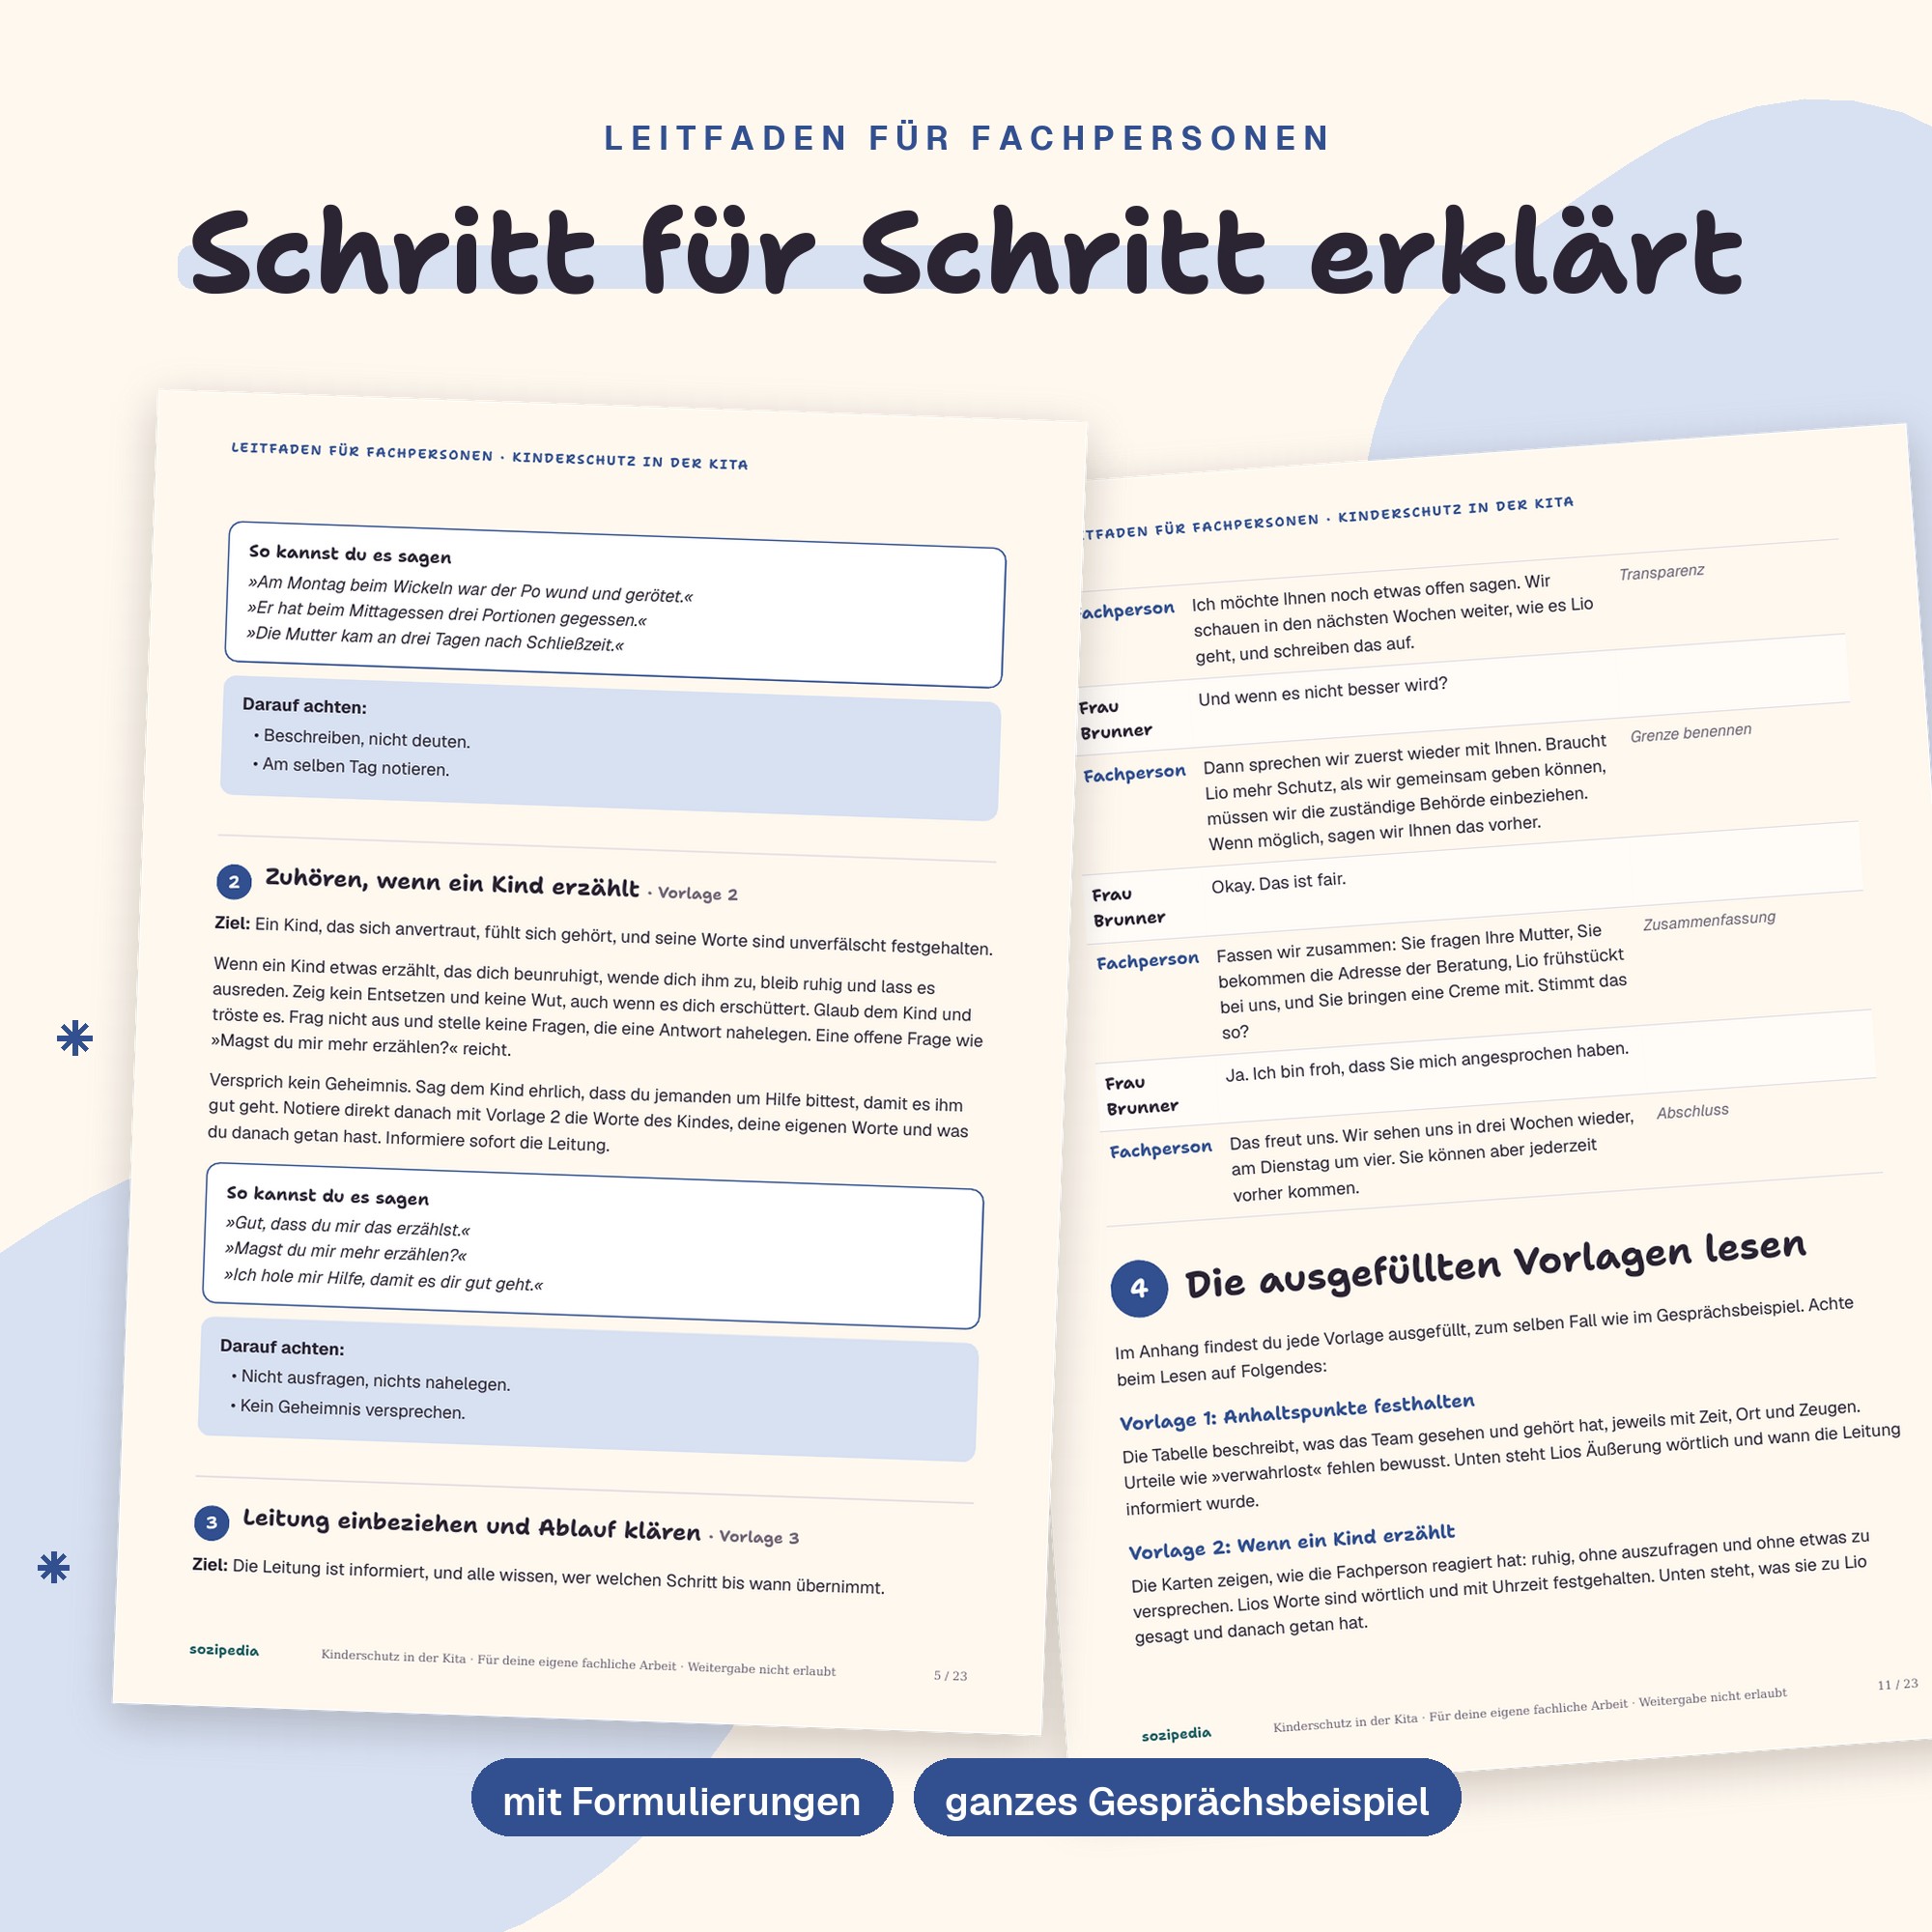 LEITFADEN FÜR FACHPERSONEN
Schritt für Schritt erklärt
LEITFADEN FÜR FACHPERSONEN · KINDERSCHUTZ IN DER KITA
So kannst du es sagen
»Am Montag beim Wickeln war der Po wund und gerötet.«
»Er hat beim Mittagessen drei Portionen gegessen.«
»Die Mutter kam an drei Tagen nach Schließzeit.«
Darauf achten:
• Beschreiben, nicht deuten.
• Am selben Tag notieren.
2 Zuhören, wenn ein Kind erzählt · Vorlage 2
Ziel: Ein Kind, das sich anvertraut, fühlt sich gehört, und seine Worte sind unverfälscht festgehalten.
Wenn ein Kind etwas erzählt, das dich beunruhigt, wende dich ihm zu, bleib ruhig und lass es
ausreden. Zeig kein Entsetzen und keine Wut, auch wenn es dich erschüttert. Glaub dem Kind und
tröste es. Frag nicht aus und stelle keine Fragen, die eine Antwort nahelegen. Eine offene Frage wie
»Magst du mir mehr erzählen?« reicht.
Versprich kein Geheimnis. Sag dem Kind ehrlich, dass du jemanden um Hilfe bittest, damit es ihm
gut geht. Notiere direkt danach mit Vorlage 2 die Worte des Kindes, deine eigenen Worte und was
du danach getan hast. Informiere sofort die Leitung.
So kannst du es sagen
»Gut, dass du mir das erzählst.«
»Magst du mir mehr erzählen?«
»Ich hole mir Hilfe, damit es dir gut geht.«
Darauf achten:
• Nicht ausfragen, nichts nahelegen.
• Kein Geheimnis versprechen.
3 Leitung einbeziehen und Ablauf klären · Vorlage 3
Ziel: Die Leitung ist informiert, und alle wissen, wer welchen Schritt bis wann übernimmt.
sozipedia Kinderschutz in der Kita · Für deine eigene fachliche Arbeit · Weitergabe nicht erlaubt 5 / 23
TFADEN FÜR FACHPERSONEN · KINDERSCHUTZ IN DER KITA
Fachperson Ich möchte Ihnen noch etwas offen sagen. Wir Transparenz
schauen in den nächsten Wochen weiter, wie es Lio
geht, und schreiben das auf.
Frau Und wenn es nicht besser wird?
Brunner
Fachperson Dann sprechen wir zuerst wieder mit Ihnen. Braucht Grenze benennen
Lio mehr Schutz, als wir gemeinsam geben können,
müssen wir die zuständige Behörde einbeziehen.
Wenn möglich, sagen wir Ihnen das vorher.
Frau Okay. Das ist fair.
Brunner
Fachperson Fassen wir zusammen: Sie fragen Ihre Mutter, Sie Zusammenfassung
bekommen die Adresse der Beratung, Lio frühstückt
bei uns, und Sie bringen eine Creme mit. Stimmt das
so?
Frau Ja. Ich bin froh, dass Sie mich angesprochen haben.
Brunner
Fachperson Das freut uns. Wir sehen uns in drei Wochen wieder, Abschluss
am Dienstag um vier. Sie können aber jederzeit
vorher kommen.
4 Die ausgefüllten Vorlagen lesen
Im Anhang findest du jede Vorlage ausgefüllt, zum selben Fall wie im Gesprächsbeispiel. Achte
beim Lesen auf Folgendes:
Vorlage 1: Anhaltspunkte festhalten
Die Tabelle beschreibt, was das Team gesehen und gehört hat, jeweils mit Zeit, Ort und Zeugen.
Urteile wie »verwahrlost« fehlen bewusst. Unten steht Lios Äußerung wörtlich und wann die Leitung
informiert wurde.
Vorlage 2: Wenn ein Kind erzählt
Die Karten zeigen, wie die Fachperson reagiert hat: ruhig, ohne auszufragen und ohne etwas zu
versprechen. Lios Worte sind wörtlich und mit Uhrzeit festgehalten. Unten steht, was sie zu Lio
gesagt und danach getan hat.
sozipedia Kinderschutz in der Kita · Für deine eigene fachliche Arbeit · Weitergabe nicht erlaubt 11 / 23
mit Formulierungen
ganzes Gesprächsbeispiel